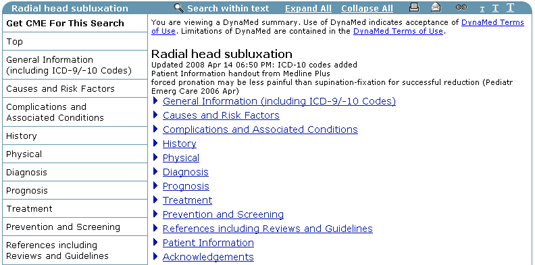 Radial head subluxation
Search within text Expand All Collapse All T T T
Get CME For This Search
Top
General Information
(including ICD-9/-10 Codes)
Causes and Risk Factors
Complications and
Associated Conditions
History
Physical
Diagnosis
Prognosis
Treatment
Prevention and Screening
References including
Reviews and Guidelines
You are viewing a DynaMed summary. Use of DynaMed indicates acceptance of DynaMed Terms
of Use. Limitations of DynaMed are contained in the DynaMed Terms of Use.
Radial head subluxation
Updated 2008 Apr 14 06:50 PM: ICD-10 codes added
Patient Information handout from Medline Plus
forced pronation may be less painful than supination-fixation for successful reduction (Pediatr
Emerg Care 2006 Apr)
General Information (including ICD-9/-10 Codes)
Causes and Risk Factors
Complications and Associated Conditions
History
Physical
Diagnosis
Prognosis
Treatment
Prevention and Screening
References including Reviews and Guidelines
Patient Information
Acknowledgements